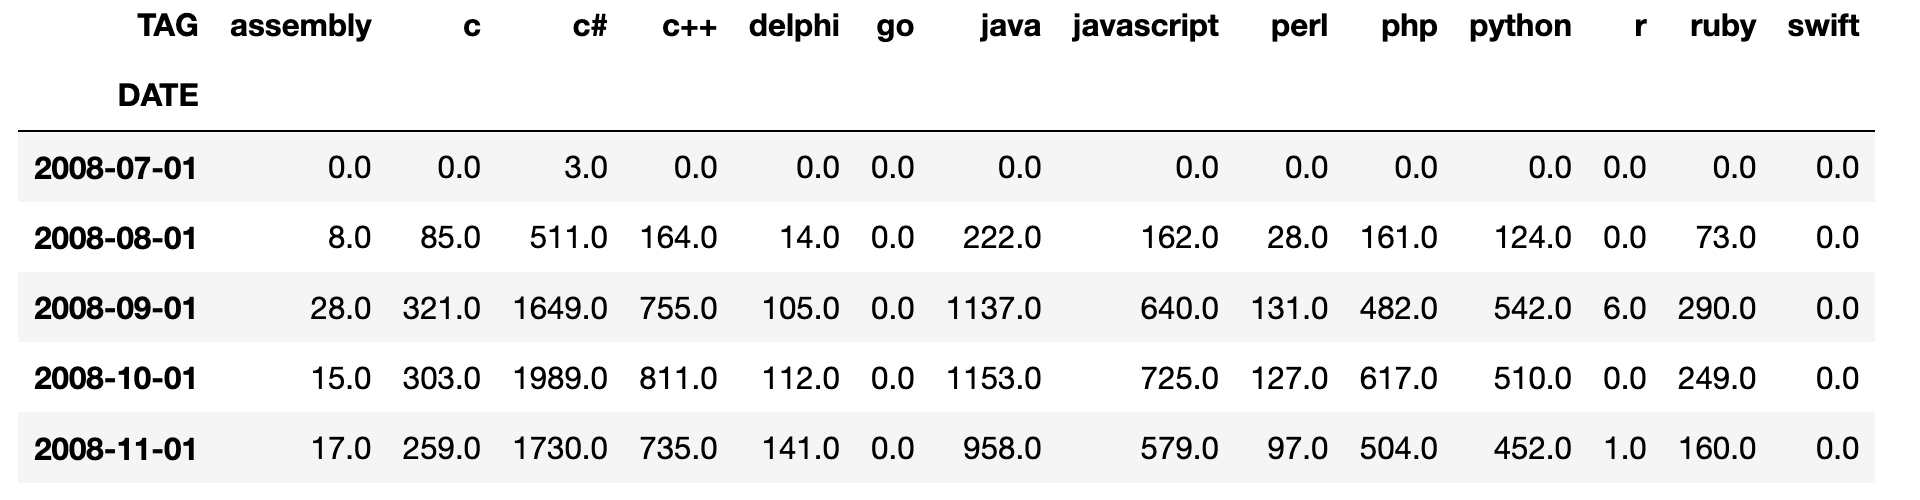 TAG assembly c c# c++ delphi go java javascript perl php python r ruby swift
DATE
2008-07-01 0.0 0.0 3.0 0.0 0.0 0.0 0.0 0.0 0.0 0.0 0.0 0.0 0.0 0.0
2008-08-01 8.0 85.0 511.0 164.0 14.0 0.0 222.0 162.0 28.0 161.0 124.0 0.0 73.0 0.0
2008-09-01 28.0 321.0 1649.0 755.0 105.0 0.0 1137.0 640.0 131.0 482.0 542.0 6.0 290.0 0.0
2008-10-01 15.0 303.0 1989.0 811.0 112.0 0.0 1153.0 725.0 127.0 617.0 510.0 0.0 249.0 0.0
2008-11-01 17.0 259.0 1730.0 735.0 141.0 0.0 958.0 579.0 97.0 504.0 452.0 1.0 160.0 0.0